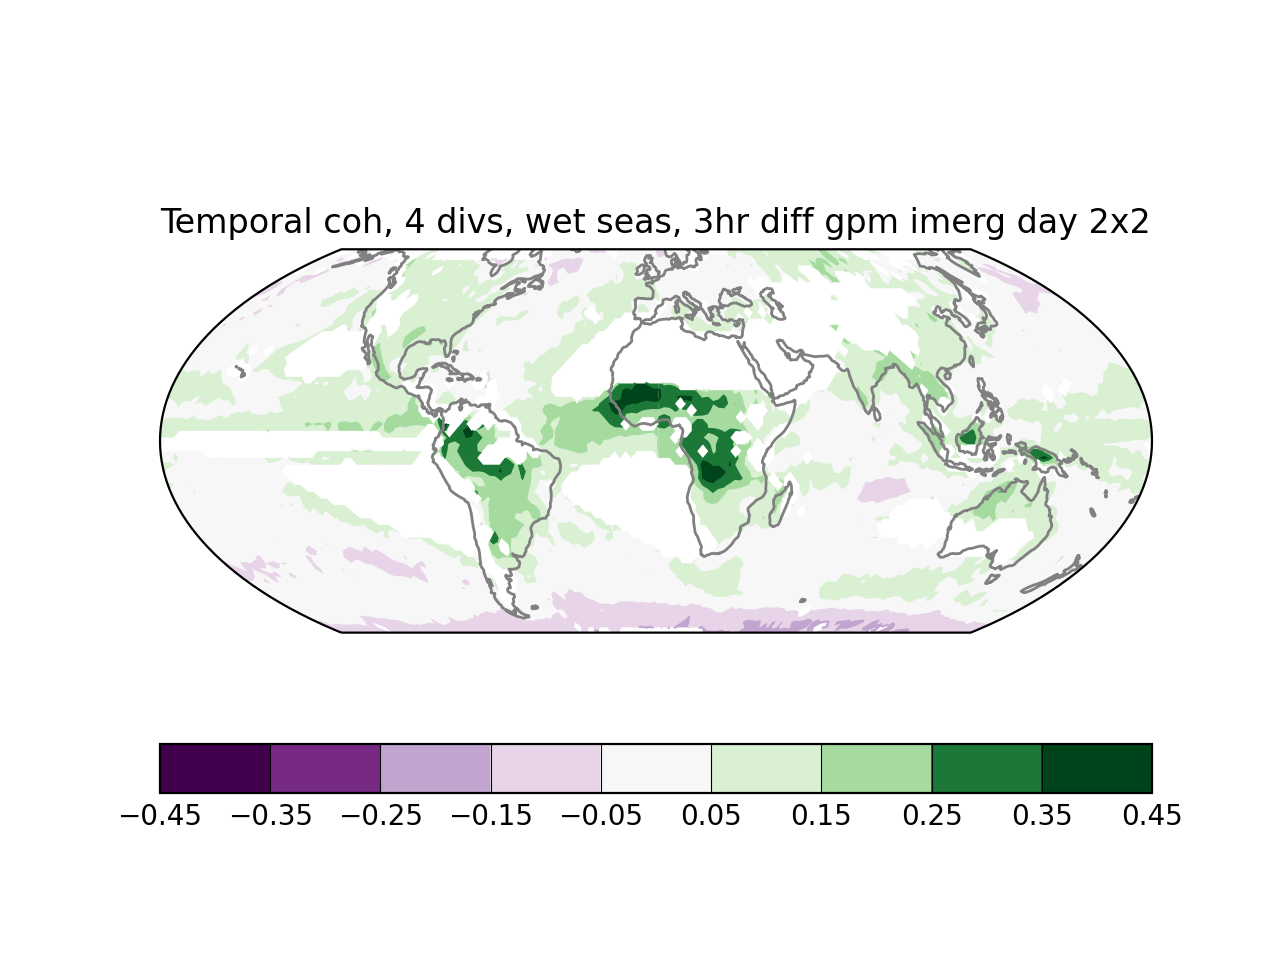 Temporal coh, 4 divs, wet seas, 3hr diff gpm imerg day 2x2
−0.45 −0.35 −0.25 −0.15 −0.05 0.05 0.15 0.25 0.35 0.45